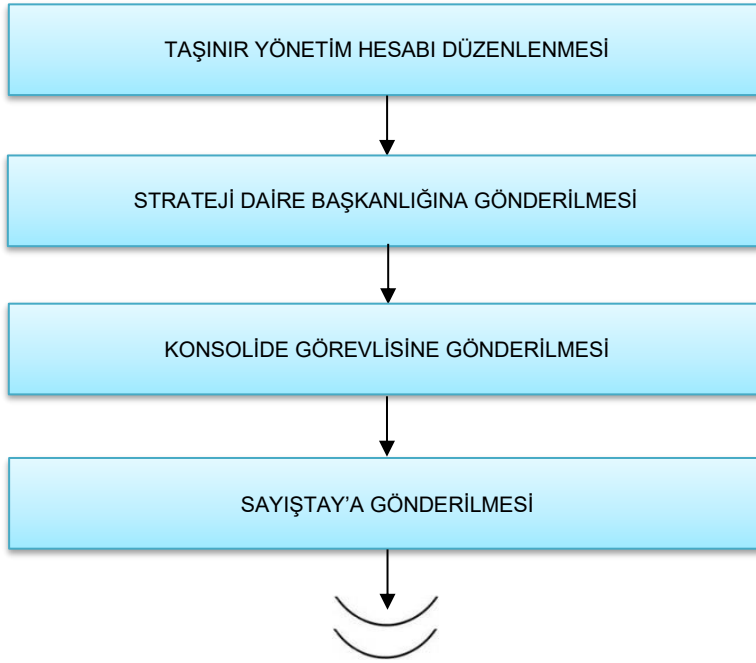 TAŞINIR YÖNETİM HESABI DÜZENLENMESİ
STRATEJİ DAİRE BAŞKANLIĞINA GÖNDERİLMESİ
KONSOLİDE GÖREVLİSİNE GÖNDERİLMESİ
SAYIŞTAY’A GÖNDERİLMESİ